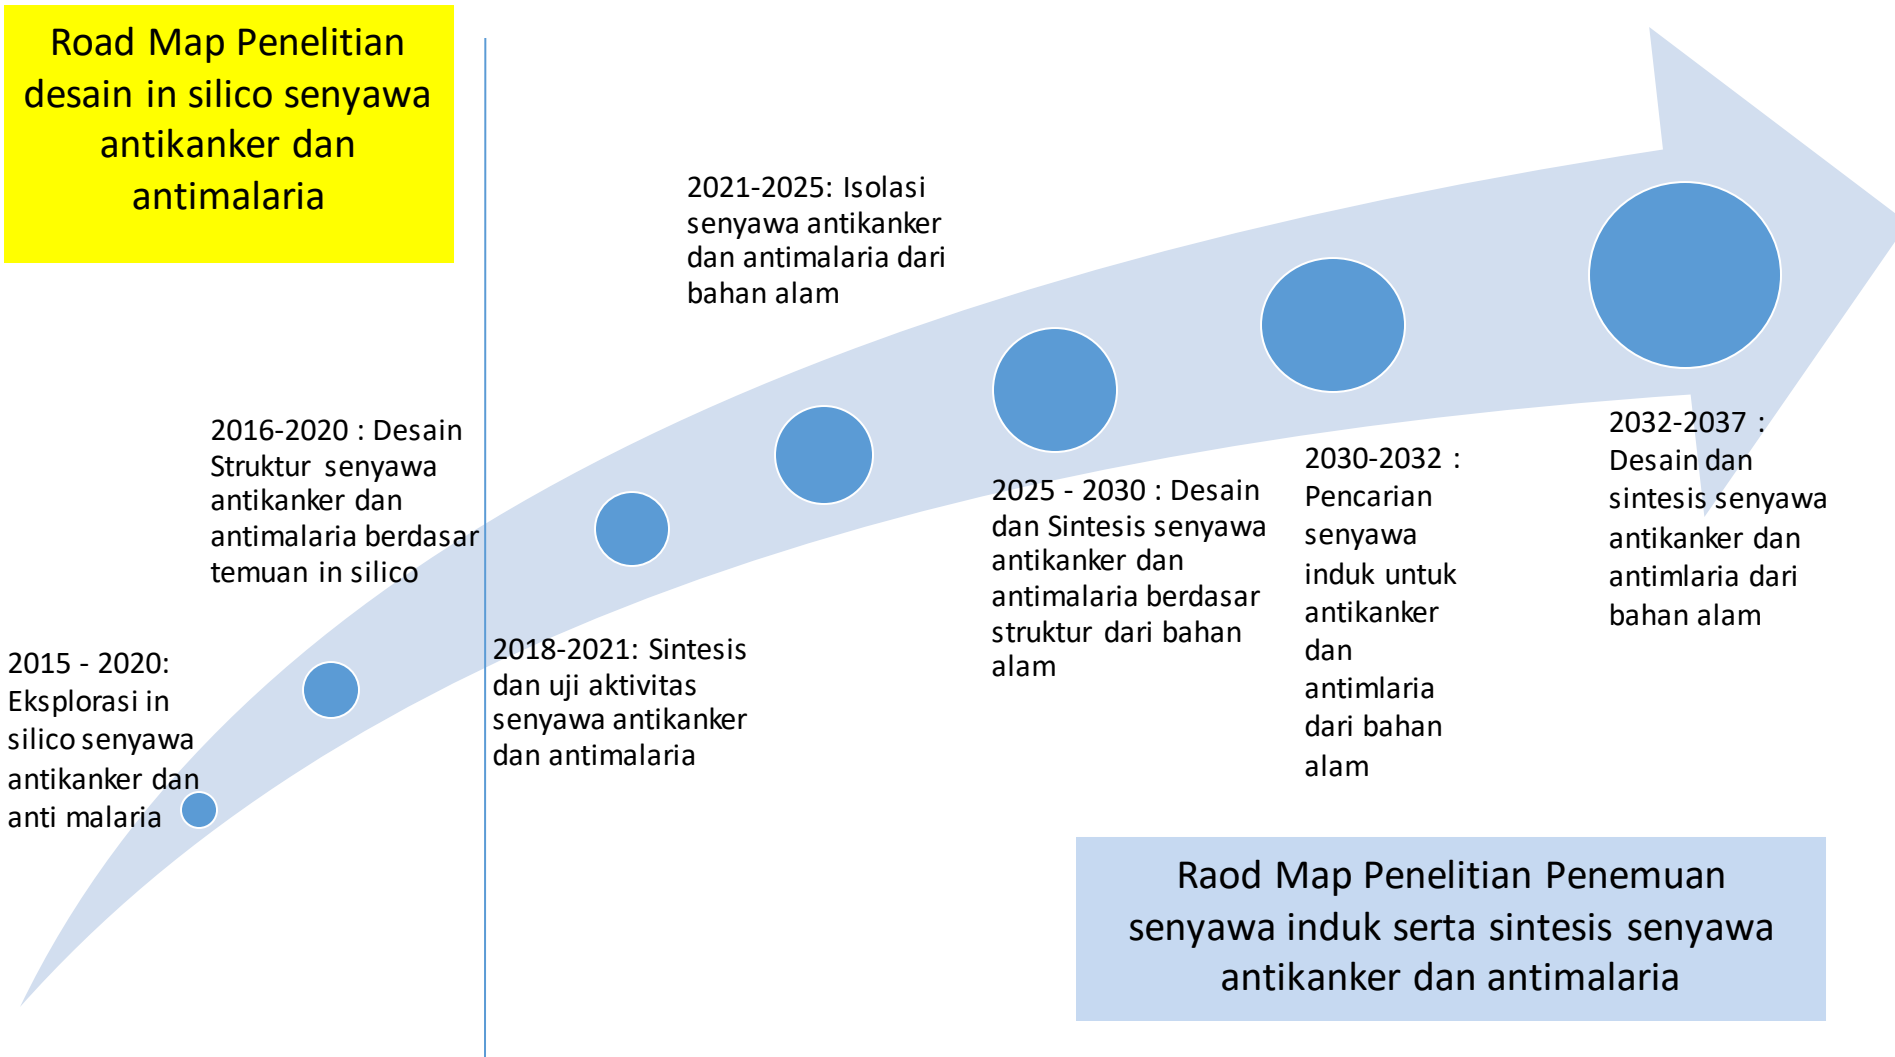 Road Map Penelitian
desain in silico senyawa
antikanker dan
antimalaria
2015 - 2020:
Eksplorasi in
silico senyawa
antikanker dan
anti malaria
2016-2020 : Desain
Struktur senyawa
antikanker dan
antimalaria berdasar
temuan in silico
2018-2021: Sintesis
dan uji aktivitas
senyawa antikanker
dan antimalaria
2021-2025: Isolasi
senyawa antikanker
dan antimalaria dari
bahan alam
2025 - 2030 : Desain
dan Sintesis senyawa
antikanker dan
antimalaria berdasar
struktur dari bahan
alam
2030-2032 :
Pencarian
senyawa
induk untuk
antikanker
dan
antimlaria
dari bahan
alam
2032-2037 :
Desain dan
sintesis senyawa
antikanker dan
antimlaria dari
bahan alam
Raod Map Penelitian Penemuan
senyawa induk serta sintesis senyawa
antikanker dan antimalaria